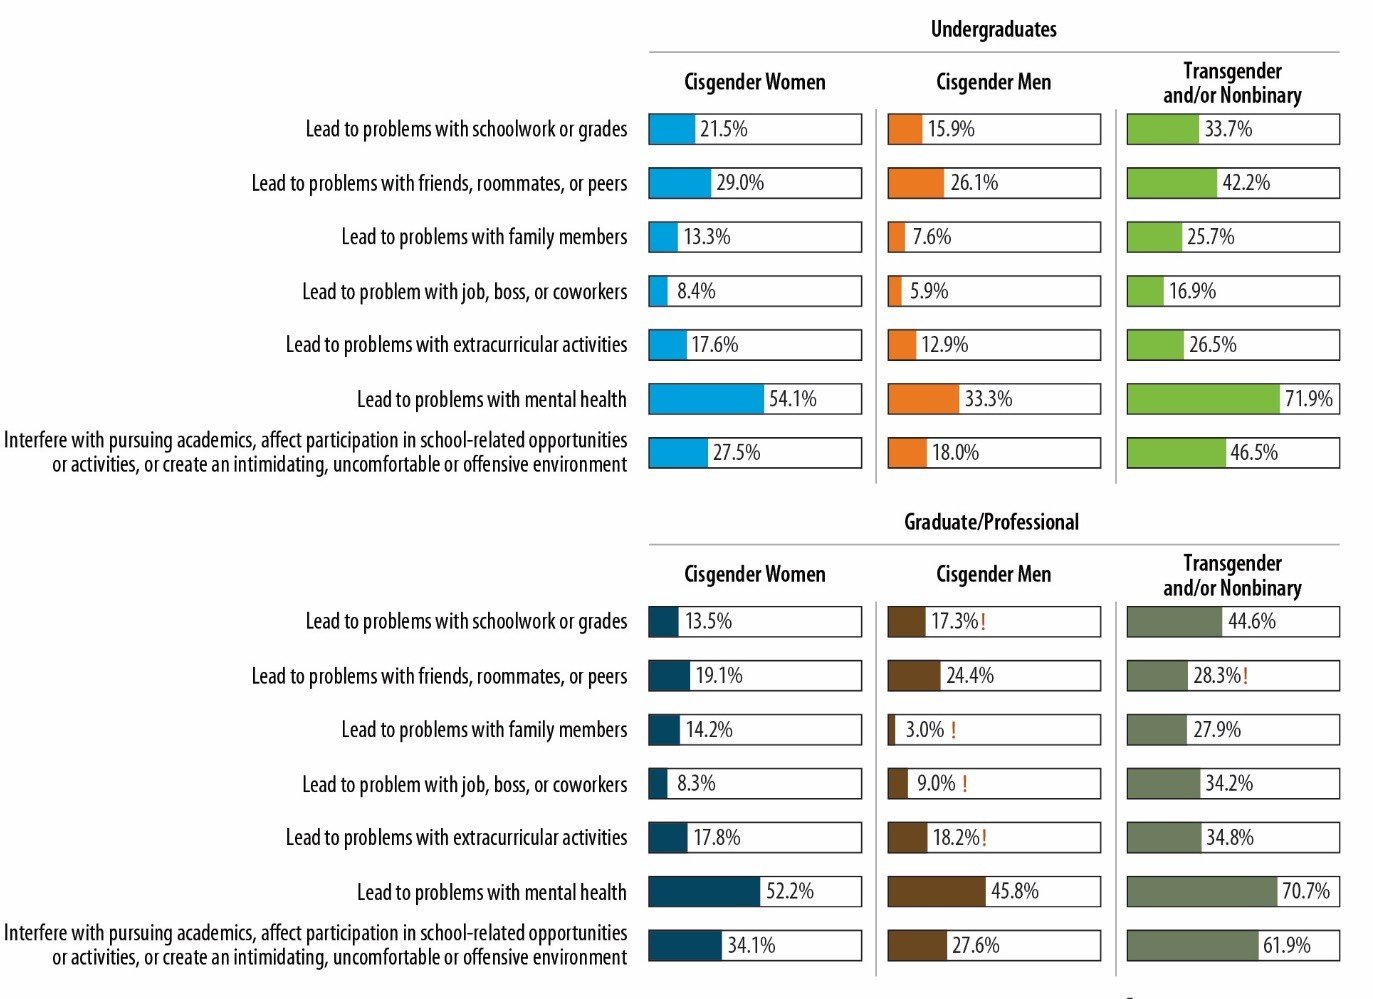 Undergraduates
Cisgender Women
Cisgender Men
Transgender
and/or Nonbinary
Lead to problems with schoolwork or grades 21.5% 15.9% 33.7%
Lead to problems with friends, roommates, or peers 29.0% 26.1% 42.2%
Lead to problems with family members 13.3% 7.6% 25.7%
Lead to problem with job, boss, or coworkers 8.4% 5.9% 16.9%
Lead to problems with extracurricular activities 17.6% 12.9% 26.5%
Lead to problems with mental health 54.1% 33.3% 71.9%
Interfere with pursuing academics, affect participation in school-related opportunities
or activities, or create an intimidating, uncomfortable or offensive environment
27.5% 18.0% 46.5%
Graduate/Professional
Cisgender Women
Cisgender Men
Transgender
and/or Nonbinary
Lead to problems with schoolwork or grades 13.5% 17.3%! 44.6%
Lead to problems with friends, roommates, or peers 19.1% 24.4% 28.3%!
Lead to problems with family members 14.2% 3.0% ! 27.9%
Lead to problem with job, boss, or coworkers 8.3% 9.0% ! 34.2%
Lead to problems with extracurricular activities 17.8% 18.2%! 34.8%
Lead to problems with mental health 52.2% 45.8% 70.7%
Interfere with pursuing academics, affect participation in school-related opportunities
or activities, or create an intimidating, uncomfortable or offensive environment
34.1% 27.6% 61.9%